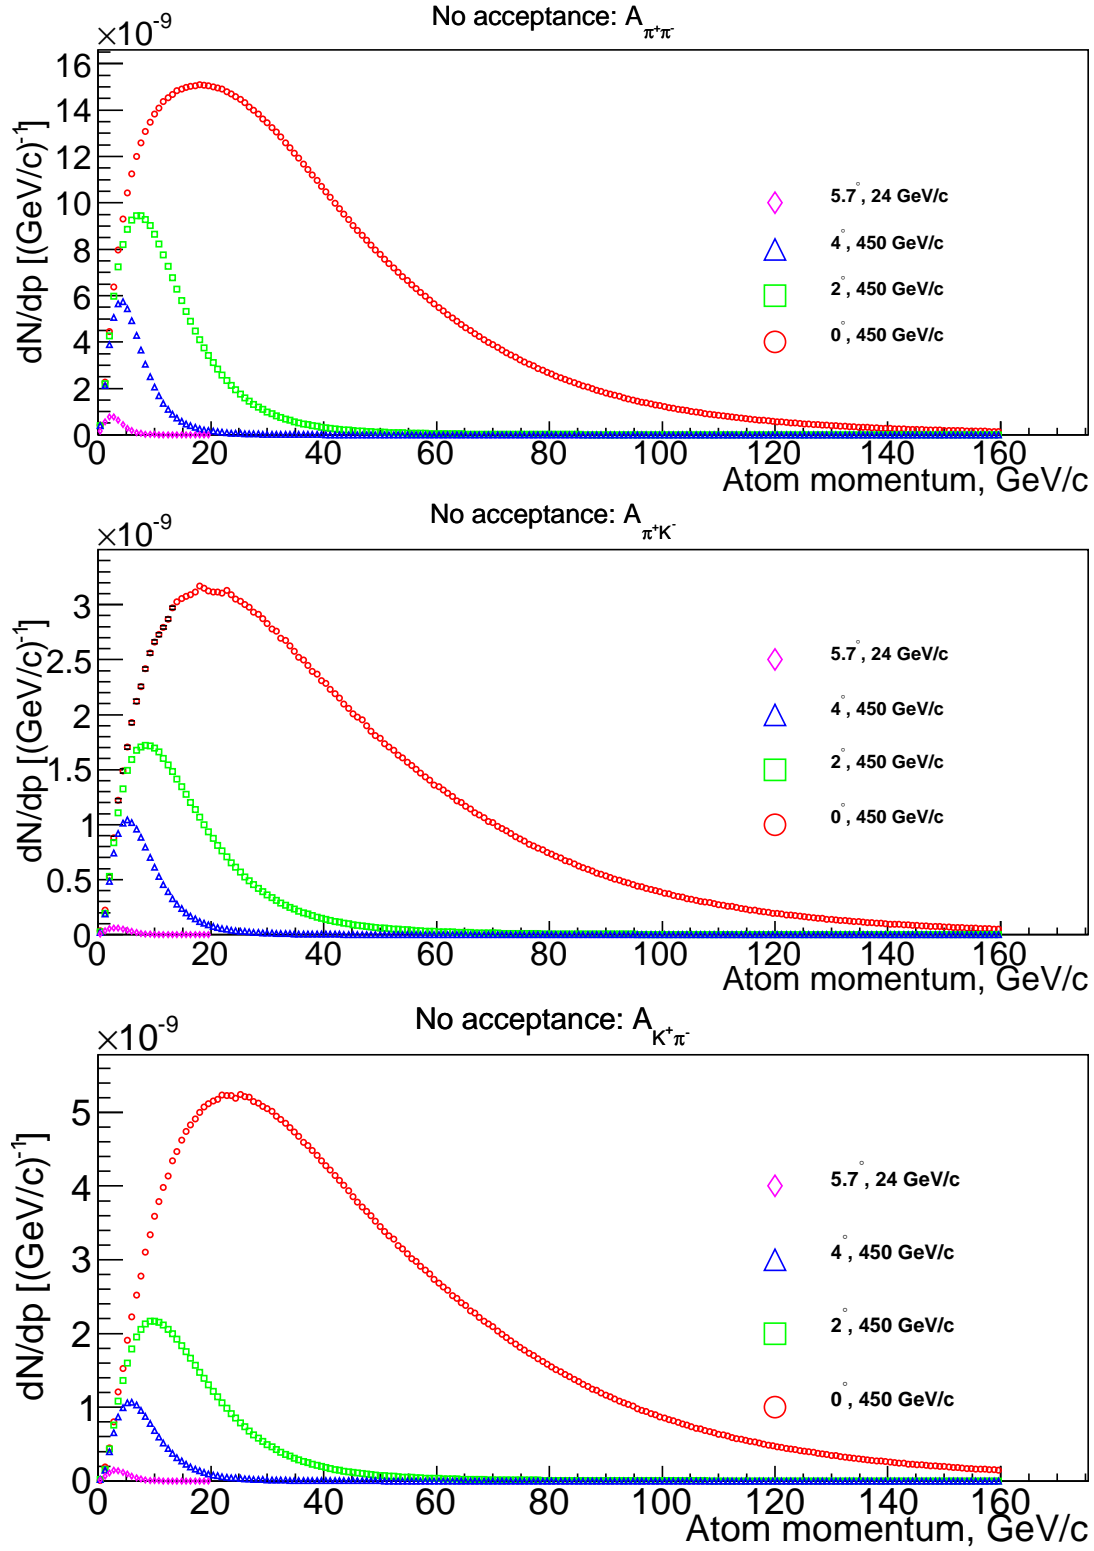 No acceptance: A π⁺π⁻
×10⁻⁹
dN/dp [(GeV/c)⁻¹]
16
14
12
10
8
6
4
2
0
5.7°, 24 GeV/c
4°, 450 GeV/c
2°, 450 GeV/c
0°, 450 GeV/c
0 20 40 60 80 100 120 140 160
Atom momentum, GeV/c
No acceptance: A π⁺K⁻
×10⁻⁹
dN/dp [(GeV/c)⁻¹]
3
2.5
2
1.5
1
0.5
0
5.7°, 24 GeV/c
4°, 450 GeV/c
2°, 450 GeV/c
0°, 450 GeV/c
0 20 40 60 80 100 120 140 160
Atom momentum, GeV/c
No acceptance: A K⁺π⁻
×10⁻⁹
dN/dp [(GeV/c)⁻¹]
5
4
3
2
1
0
5.7°, 24 GeV/c
4°, 450 GeV/c
2°, 450 GeV/c
0°, 450 GeV/c
0 20 40 60 80 100 120 140 160
Atom momentum, GeV/c